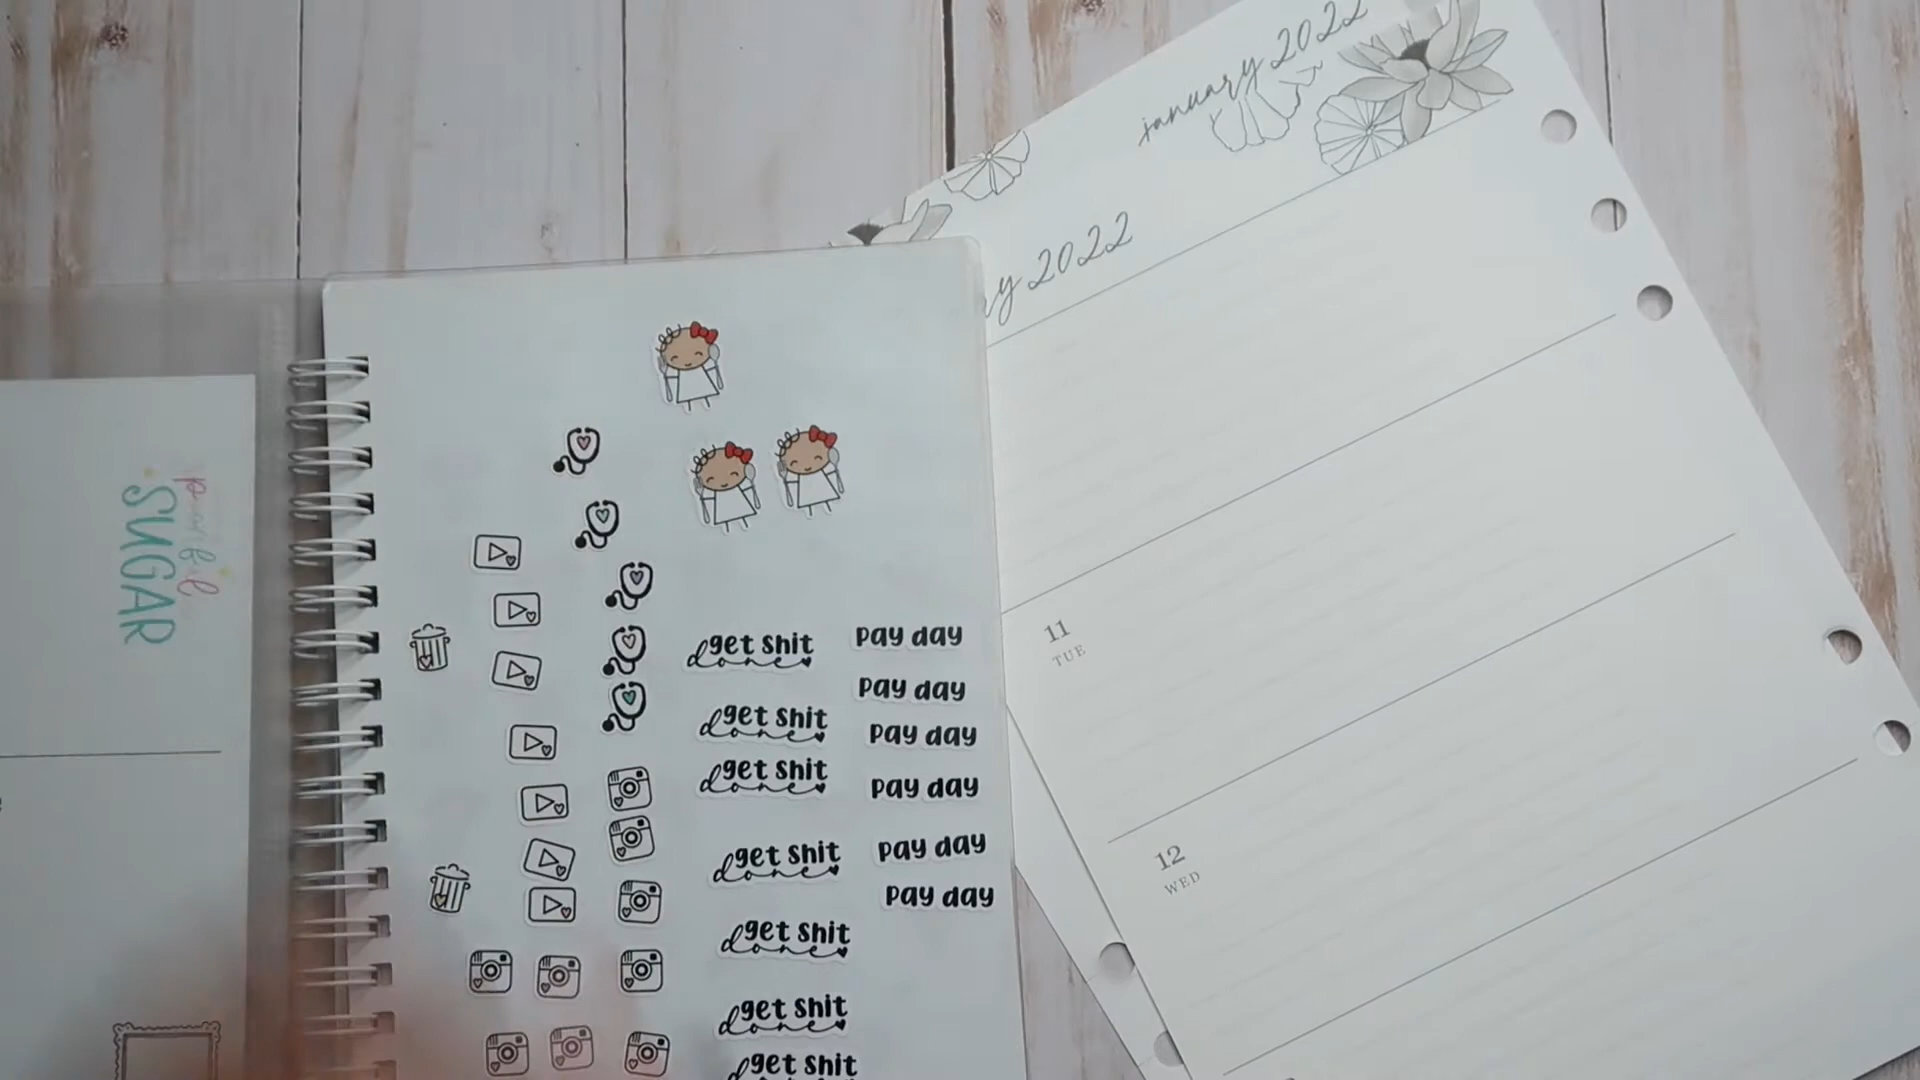 january 2022
y 2022
pencil
SUGAR
get shit
done
get shit
done
get shit
done
get shit
done
get shit
done
get shit
done
get shit
pay day
pay day
pay day
pay day
pay day
pay day
11
TUE
12
WED